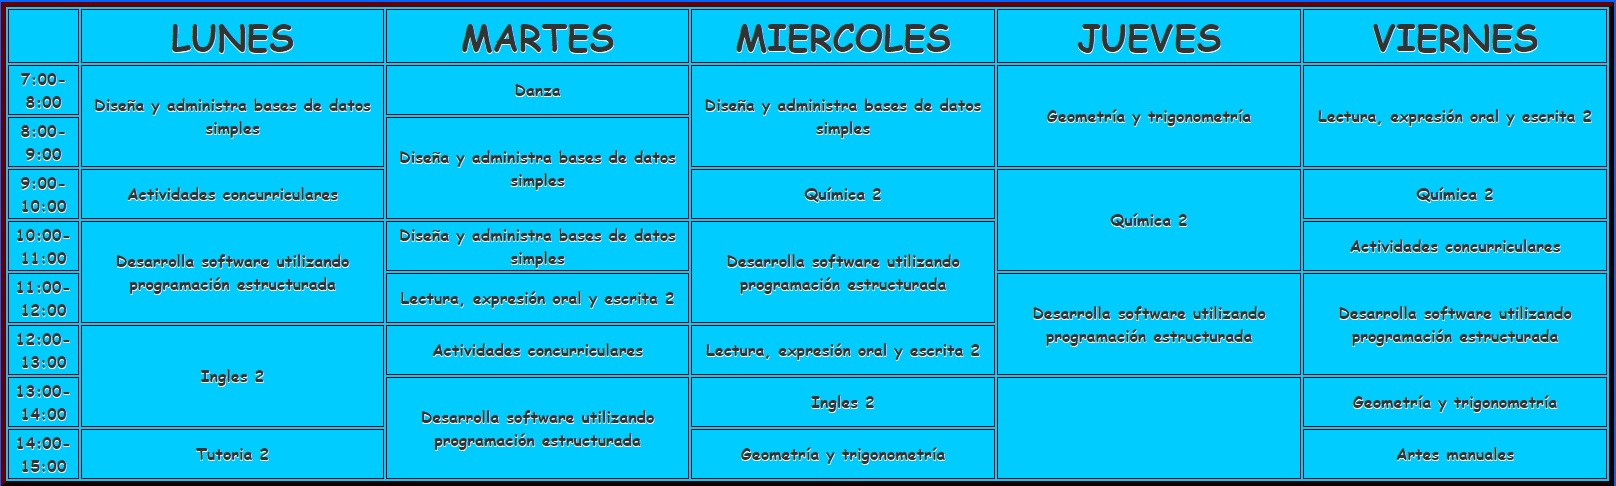 LUNES MARTES MIERCOLES JUEVES VIERNES
7:00-
8:00
Diseña y administra bases de datos
simples
Danza
Diseña y administra bases de datos
simples
Geometría y trigonometría
Lectura, expresión oral y escrita 2
8:00-
9:00
Diseña y administra bases de datos
simples
9:00-
10:00
Actividades concurriculares
Química 2
Química 2
Química 2
10:00-
11:00
Desarrolla software utilizando
programación estructurada
Diseña y administra bases de datos
simples
Desarrolla software utilizando
programación estructurada
Actividades concurriculares
11:00-
12:00
Lectura, expresión oral y escrita 2
Desarrolla software utilizando
programación estructurada
Desarrolla software utilizando
programación estructurada
12:00-
13:00
Ingles 2
Actividades concurriculares
Lectura, expresión oral y escrita 2
13:00-
14:00
Desarrolla software utilizando
programación estructurada
Ingles 2
Geometría y trigonometría
14:00-
15:00
Tutoria 2
Geometría y trigonometría
Artes manuales